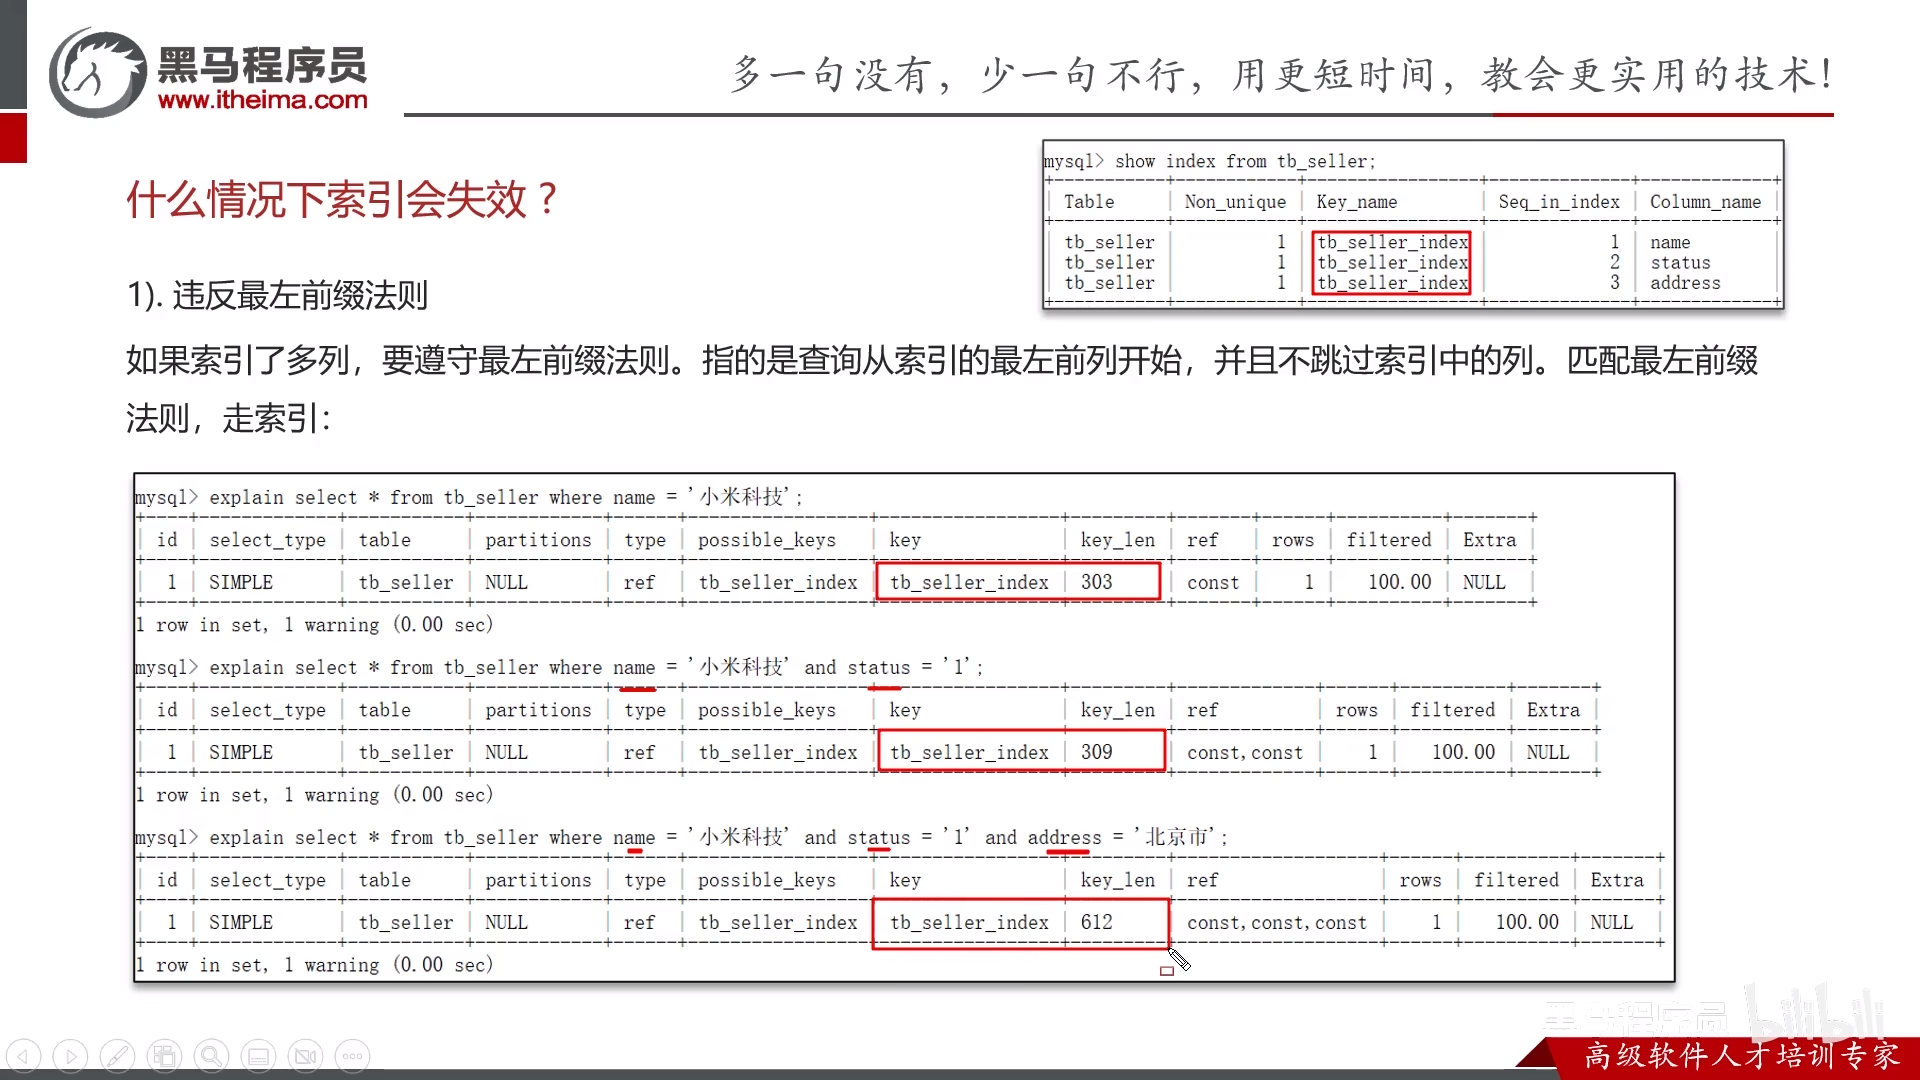 黑马程序员
www.itheima.com
多一句没有，少一句不行，用更短时间，教会更实用的技术！
什么情况下索引会失效？
mysql> show index from tb_seller;
Table | Non_unique | Key_name | Seq_in_index | Column_name
tb_seller | 1 | tb_seller_index | 1 | name
tb_seller | 1 | tb_seller_index | 2 | status
tb_seller | 1 | tb_seller_index | 3 | address
1). 违反最左前缀法则
如果索引了多列，要遵守最左前缀法则。指的是查询从索引的最左前列开始，并且不跳过索引中的列。匹配最左前缀
法则，走索引：
mysql> explain select * from tb_seller where name = '小米科技';
id | select_type | table | partitions | type | possible_keys | key | key_len | ref | rows | filtered | Extra
1 | SIMPLE | tb_seller | NULL | ref | tb_seller_index | tb_seller_index | 303 | const | 1 | 100.00 | NULL
1 row in set, 1 warning (0.00 sec)
mysql> explain select * from tb_seller where name = '小米科技' and status = '1';
id | select_type | table | partitions | type | possible_keys | key | key_len | ref | rows | filtered | Extra
1 | SIMPLE | tb_seller | NULL | ref | tb_seller_index | tb_seller_index | 309 | const,const | 1 | 100.00 | NULL
1 row in set, 1 warning (0.00 sec)
mysql> explain select * from tb_seller where name = '小米科技' and status = '1' and address = '北京市';
id | select_type | table | partitions | type | possible_keys | key | key_len | ref | rows | filtered | Extra
1 | SIMPLE | tb_seller | NULL | ref | tb_seller_index | tb_seller_index | 612 | const,const,const | 1 | 100.00 | NULL
1 row in set, 1 warning (0.00 sec)
黑马程序员 bilibili
高级软件人才培训专家